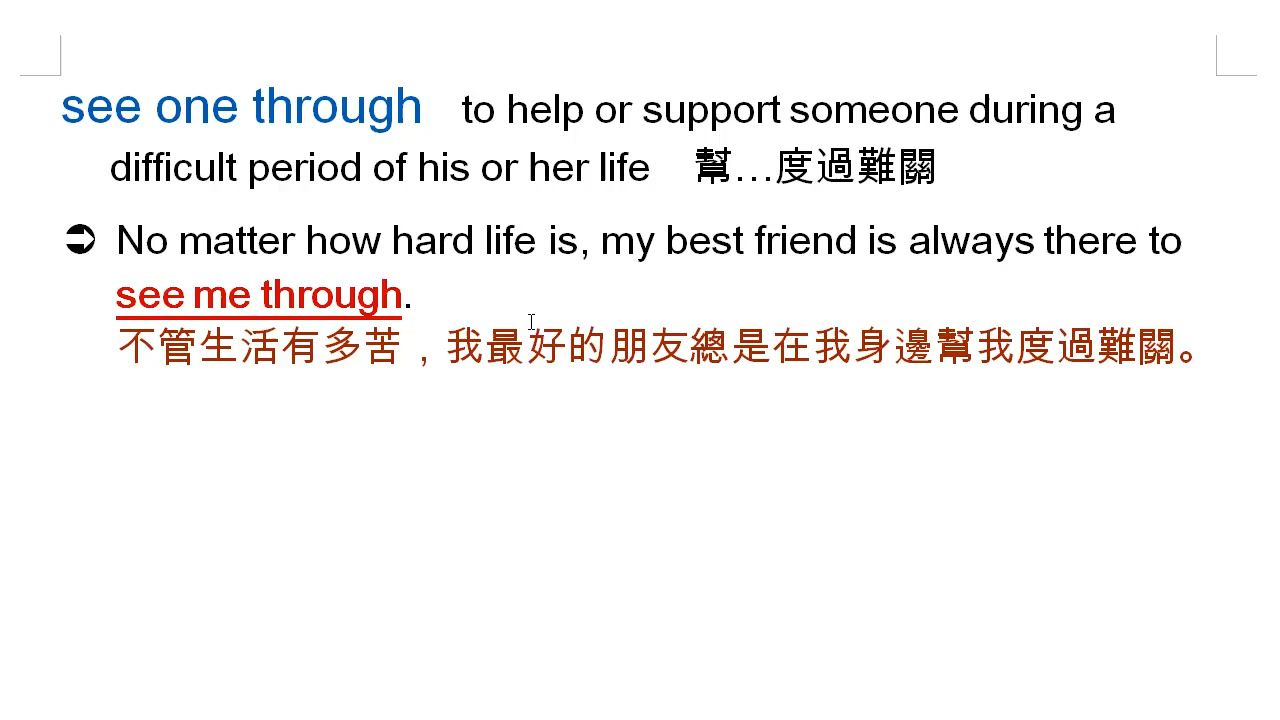 see one through to help or support someone during a
difficult period of his or her life 幫…度過難關
➲ No matter how hard life is, my best friend is always there to
see me through.
不管生活有多苦，我最好的朋友總是在我身邊幫我度過難關。